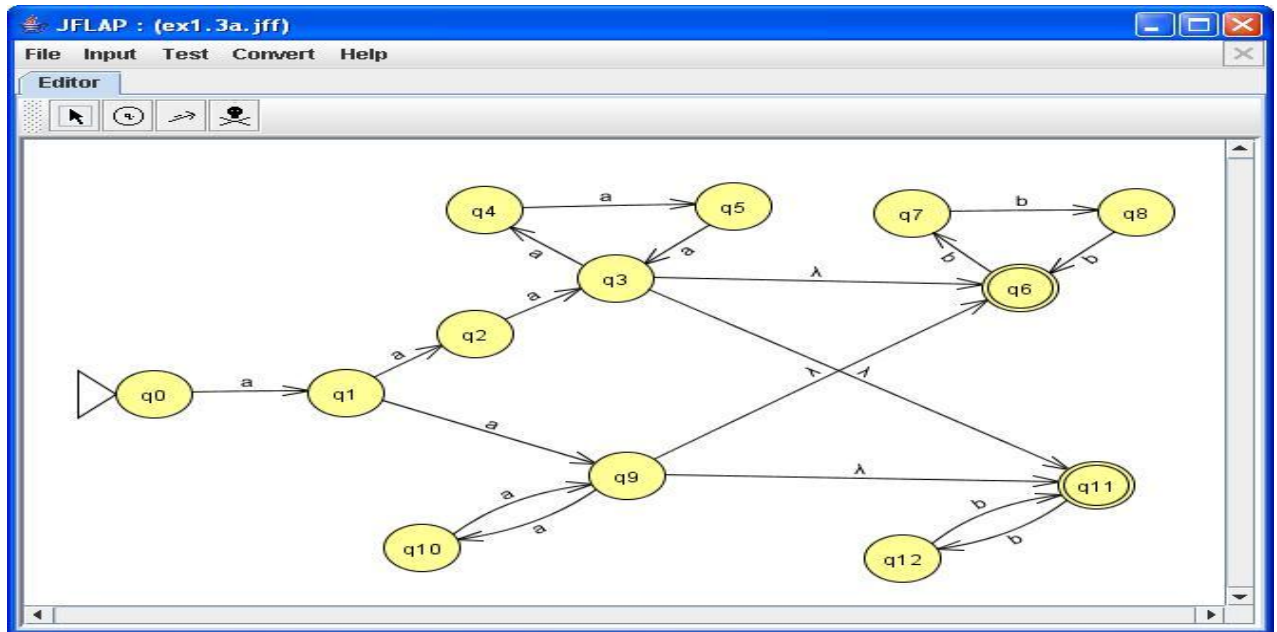 JFLAP : (ex1.3a.jff)
File Input Test Convert Help
Editor
q
q4 a q5 q7 b q8
a a b b
q3 λ q6
a
q2
a
λ λ
q0 a q1
a
q9 λ q11
a a b b
q10 q12